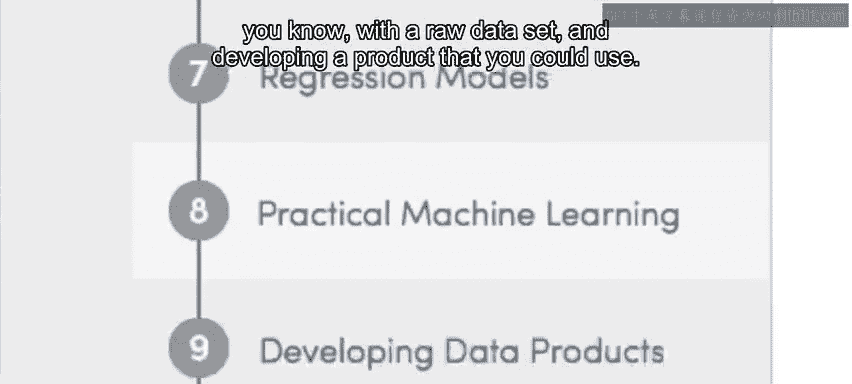 you know, with a raw data set, and
developing a product that you could use.
7 Regression Models
8 Practical Machine Learning
9 Developing Data Products